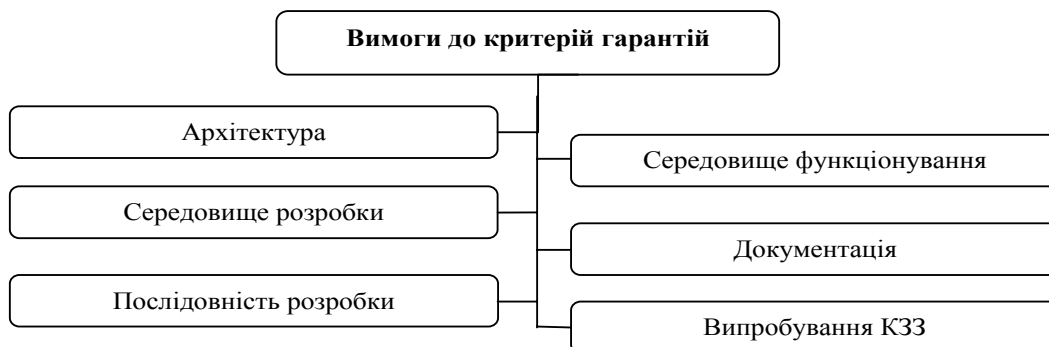 Вимоги до критерій гарантій
Архітектура
Середовище функціонування
Середовище розробки
Документація
Послідовність розробки
Випробування КЗЗ